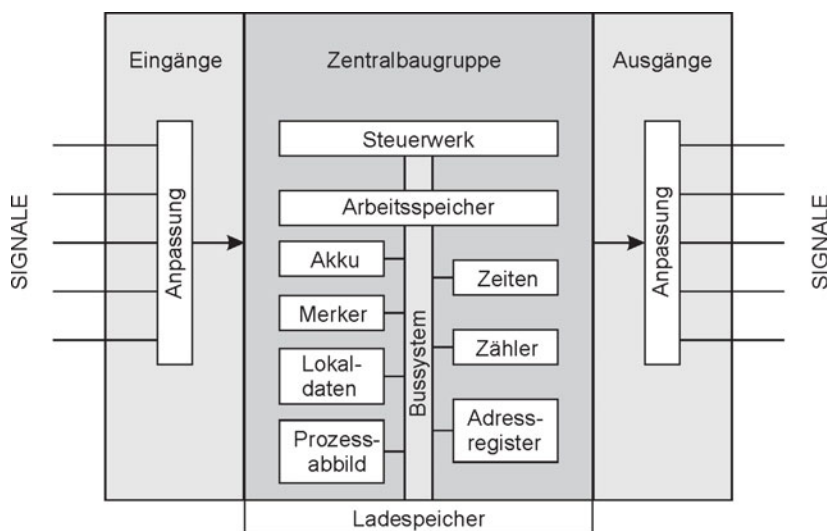 Eingänge
Zentralbaugruppe
Ausgänge
SIGNALE
Anpassung
Steuerwerk
Arbeitsspeicher
Akku
Merker
Lokal-
daten
Prozess-
abbild
Bussystem
Zeiten
Zähler
Adress-
register
Anpassung
SIGNALE
Ladespeicher